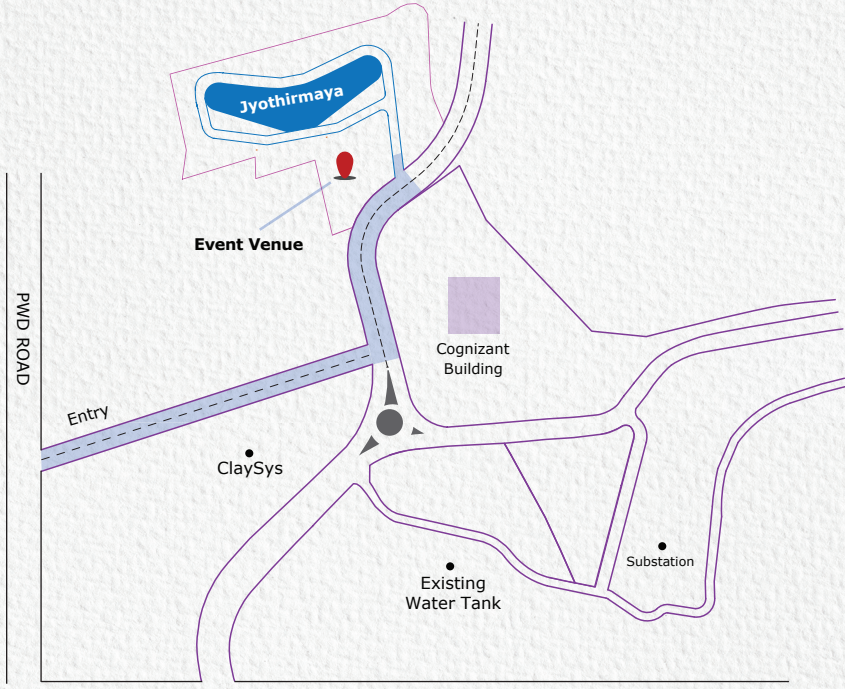 Jyothirmaya
Event Venue
PWD ROAD
Cognizant
Building
Entry
ClaySys
Substation
Existing
Water Tank